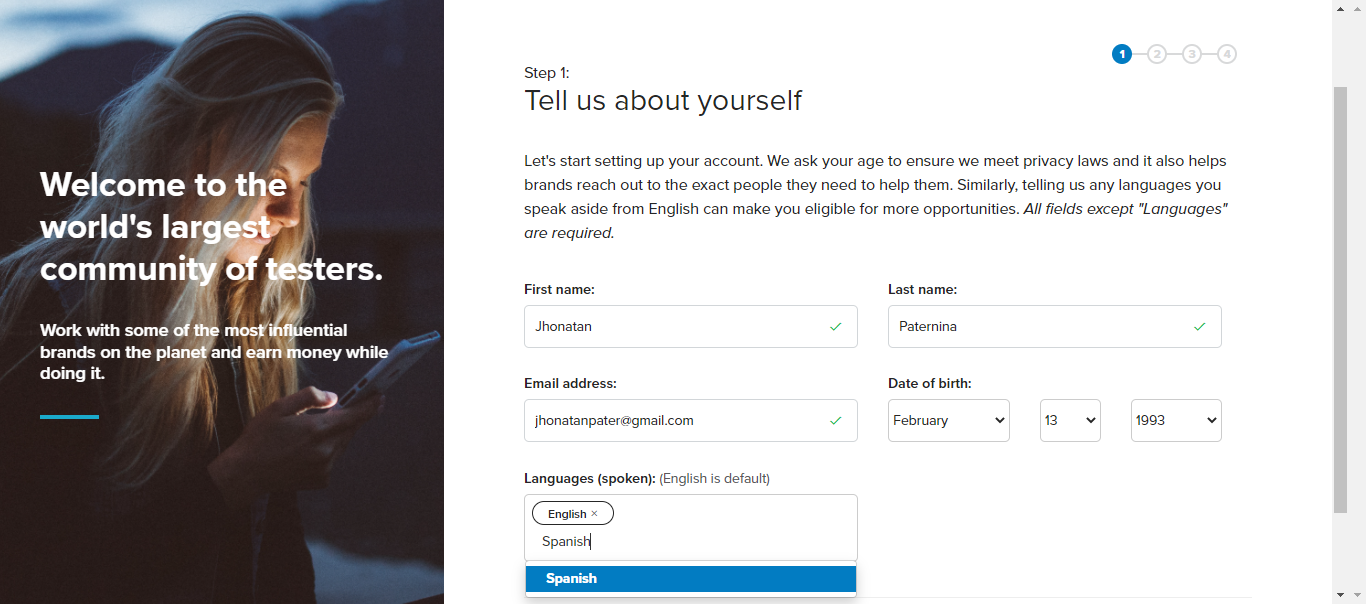 Welcome to the
world's largest
community of testers.
Work with some of the most influential
brands on the planet and earn money while
doing it.
1 2 3 4
Step 1:
Tell us about yourself
Let's start setting up your account. We ask your age to ensure we meet privacy laws and it also helps
brands reach out to the exact people they need to help them. Similarly, telling us any languages you
speak aside from English can make you eligible for more opportunities. All fields except "Languages"
are required.
First name:
Last name:
Jhonatan
Paternina
Email address:
Date of birth:
jhonatanpater@gmail.com
February 13 1993
Languages (spoken): (English is default)
English ×
Spanish
Spanish